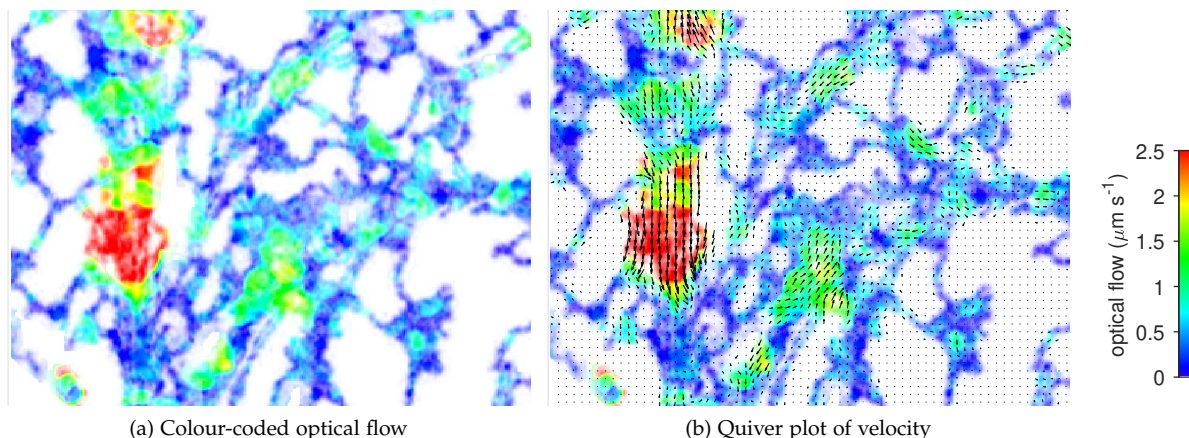 2.5
2
1.5
1
0.5
0
optical flow (μm s⁻¹)
(a) Colour-coded optical flow
(b) Quiver plot of velocity